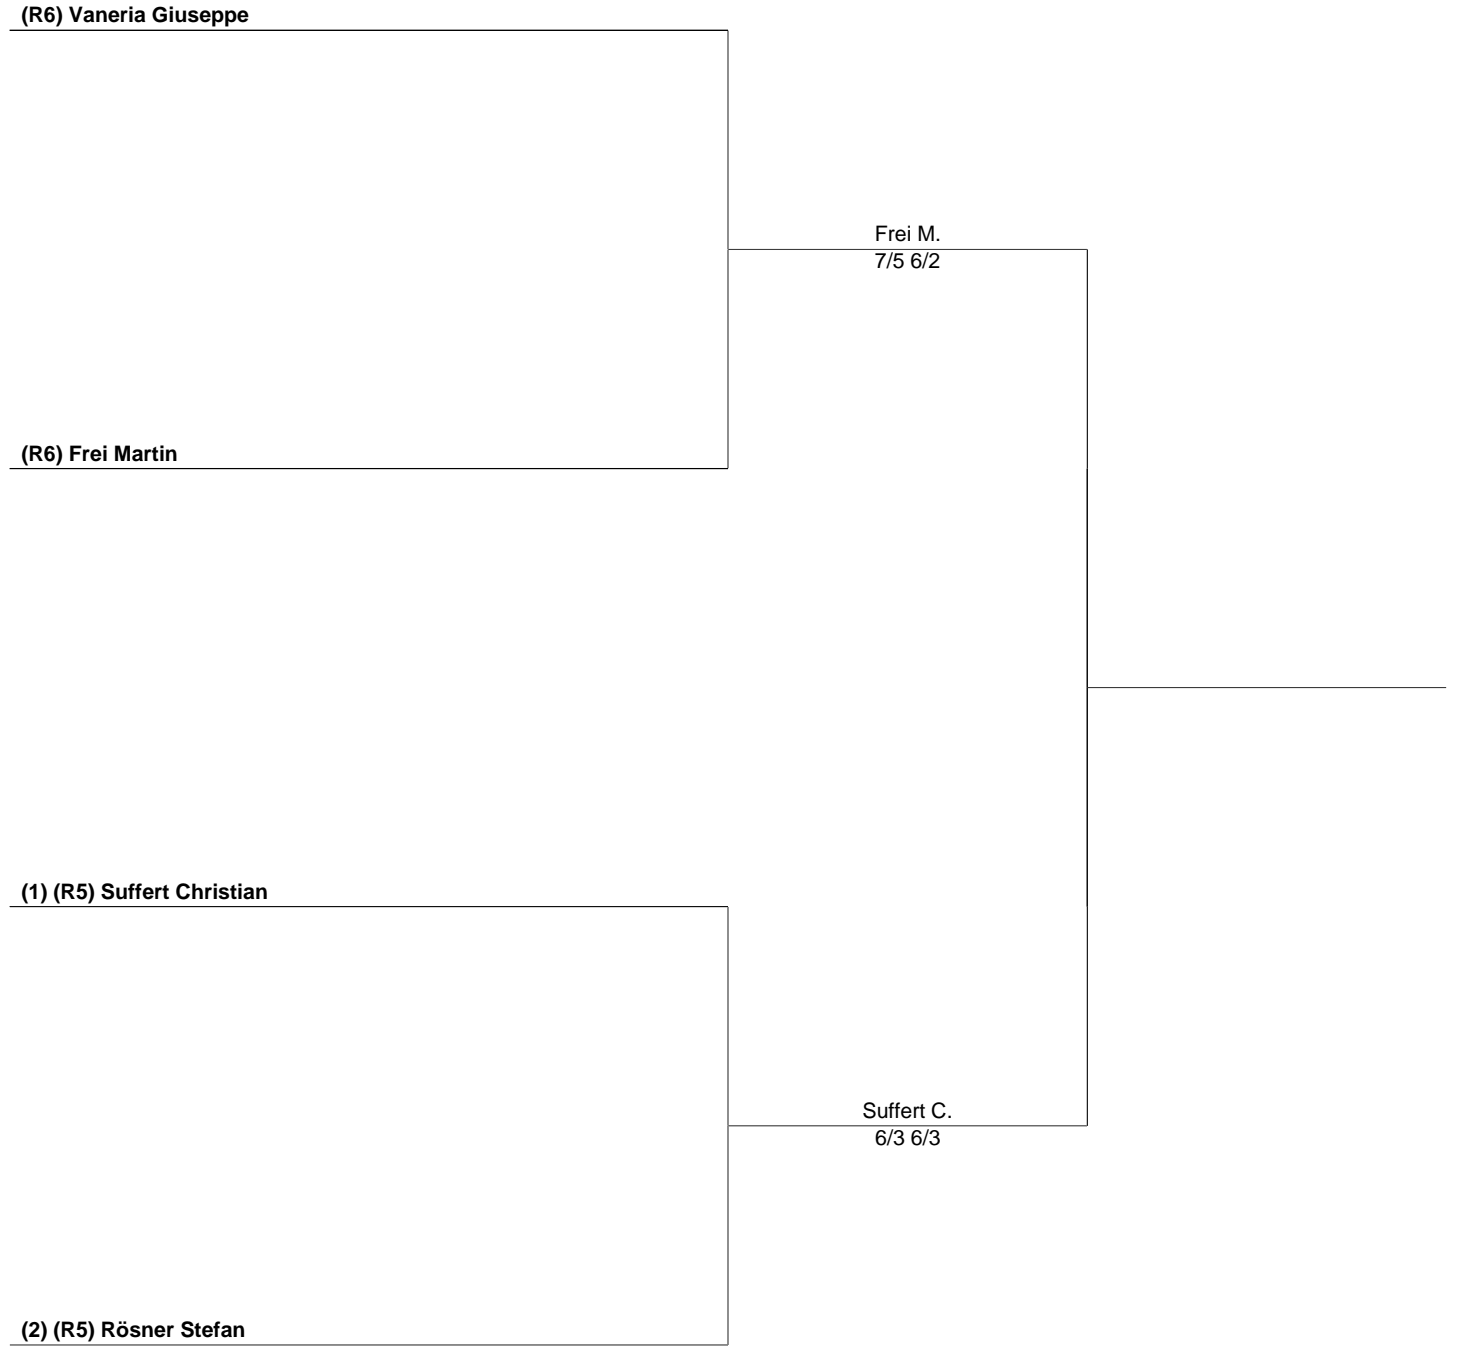 (R6) Vaneria Giuseppe
Frei M.
7/5 6/2
(R6) Frei Martin
(1) (R5) Suffert Christian
Suffert C.
6/3 6/3
(2) (R5) Rösner Stefan